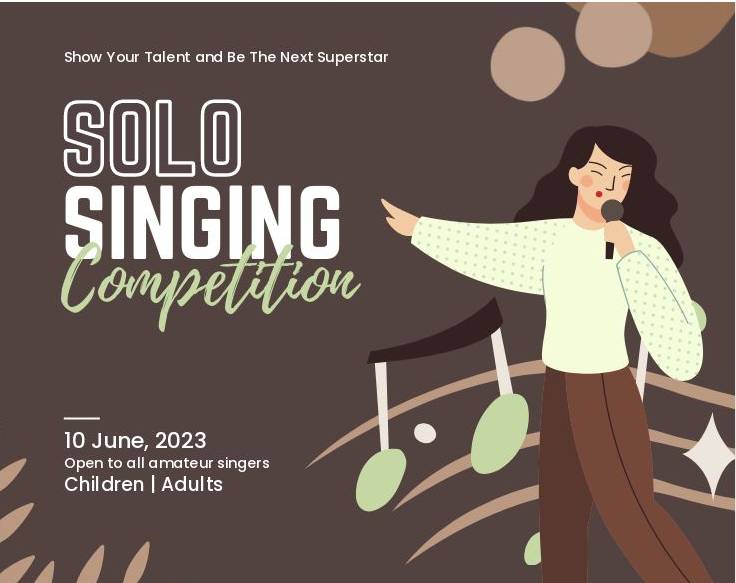 Show Your Talent and Be The Next Superstar
SOLO
SINGING
Competition
10 June, 2023
Open to all amateur singers
Children | Adults